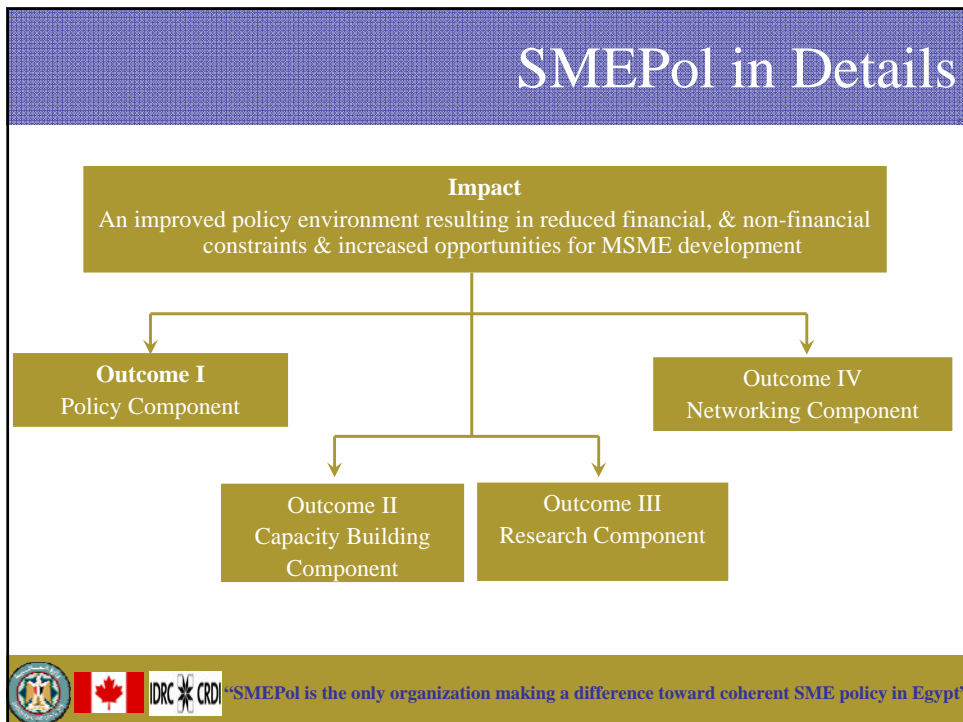 SMEPol in Details
Impact
An improved policy environment resulting in reduced financial, & non-financial
constraints & increased opportunities for MSME development
Outcome I
Policy Component
Outcome IV
Networking Component
Outcome II
Capacity Building
Component
Outcome III
Research Component
IDRC CRDI
“SMEPol is the only organization making a difference toward coherent SME policy in Egypt”